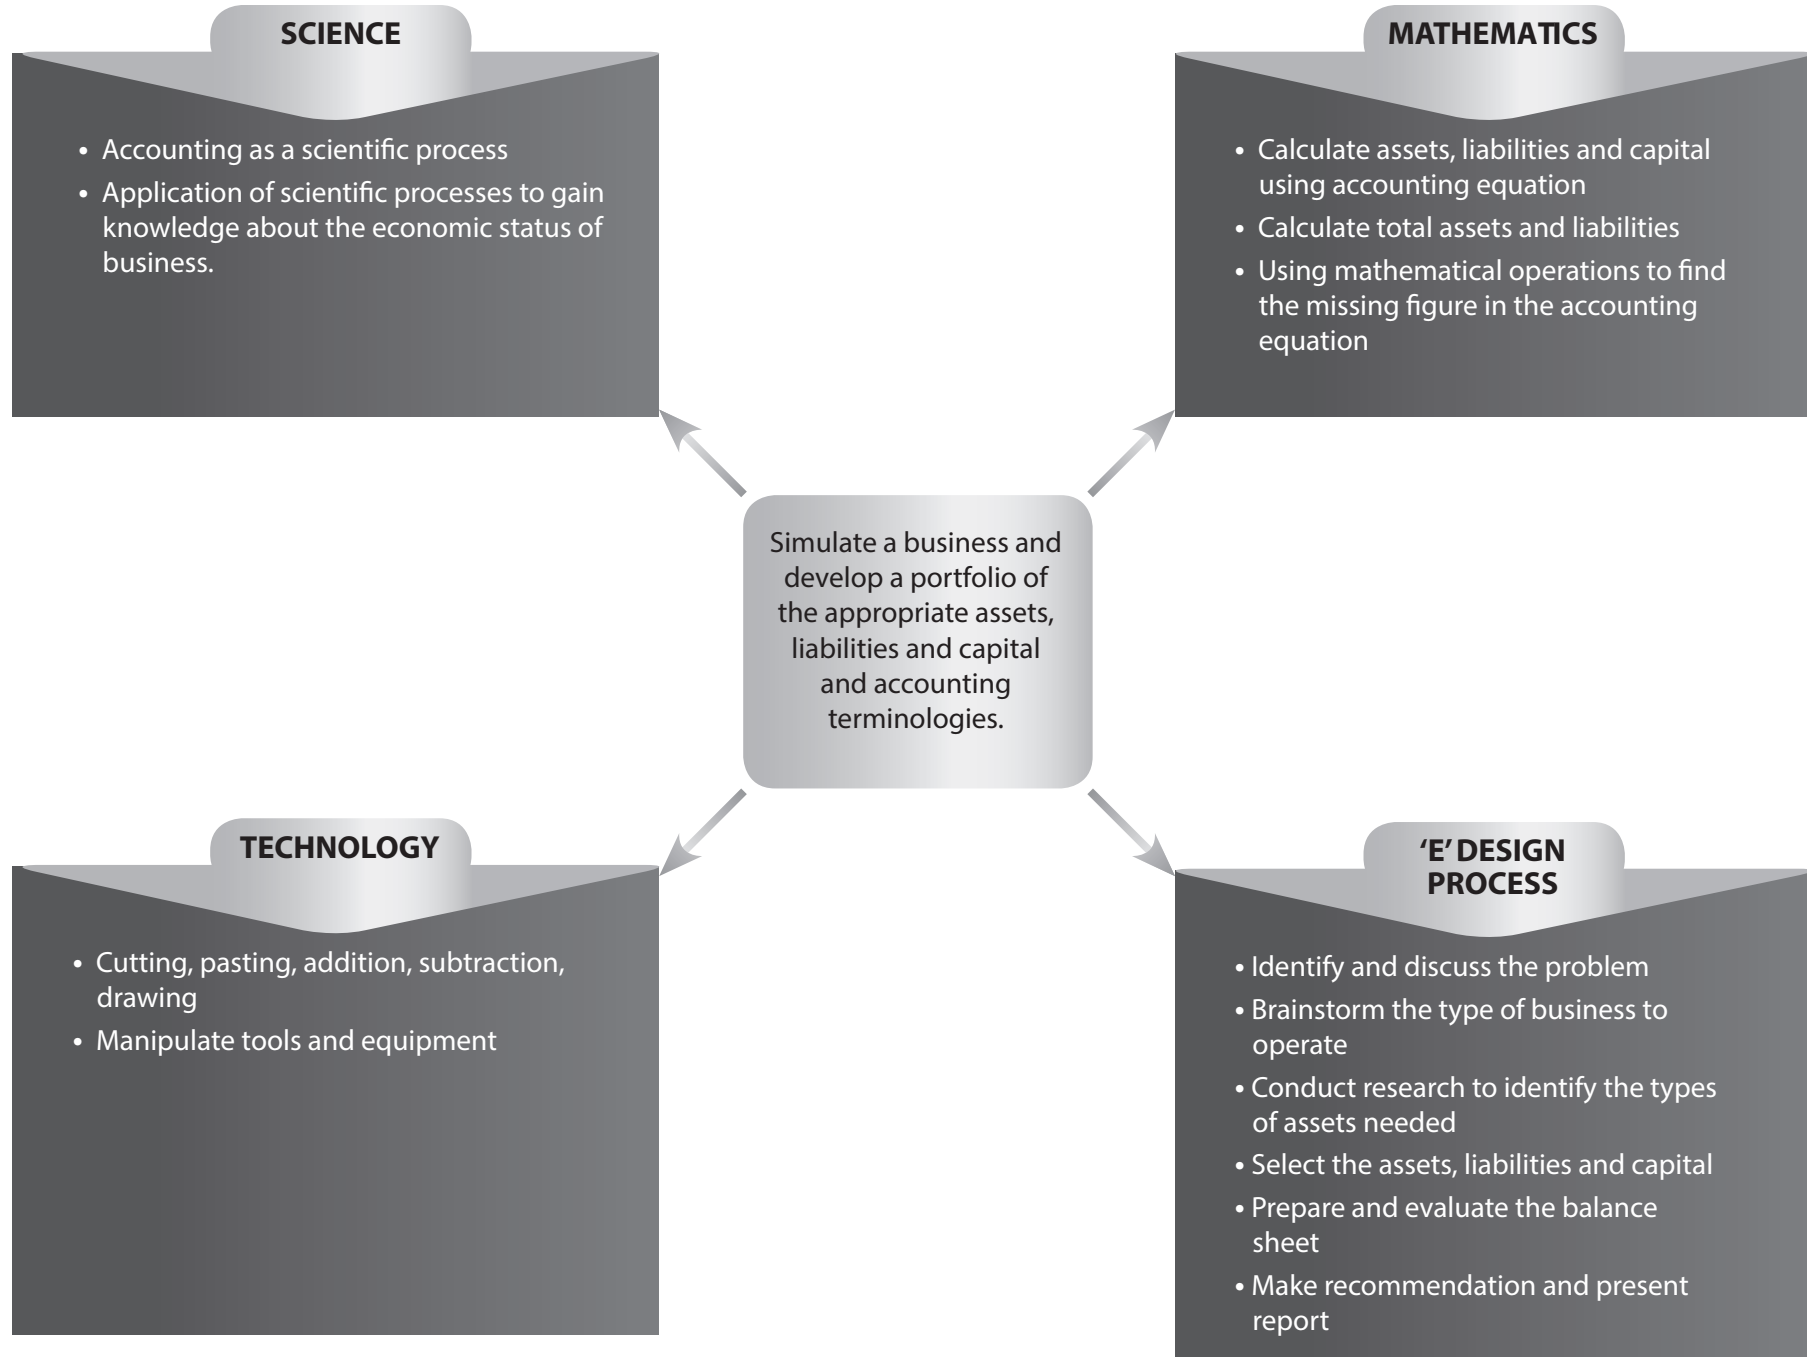 SCIENCE
• Accounting as a scientific process
• Application of scientific processes to gain
knowledge about the economic status of
business.
MATHEMATICS
• Calculate assets, liabilities and capital
using accounting equation
• Calculate total assets and liabilities
• Using mathematical operations to find
the missing figure in the accounting
equation
Simulate a business and
develop a portfolio of
the appropriate assets,
liabilities and capital
and accounting
terminologies.
TECHNOLOGY
• Cutting, pasting, addition, subtraction,
drawing
• Manipulate tools and equipment
‘E’ DESIGN
PROCESS
• Identify and discuss the problem
• Brainstorm the type of business to
operate
• Conduct research to identify the types
of assets needed
• Select the assets, liabilities and capital
• Prepare and evaluate the balance
sheet
• Make recommendation and present
report